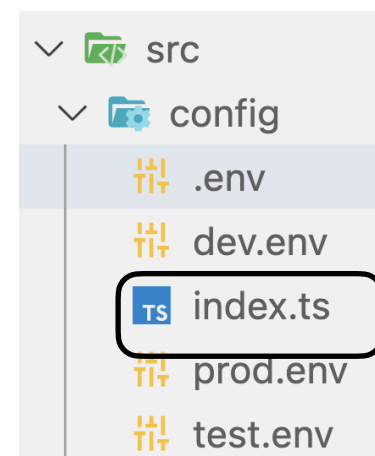 src
config
.env
dev.env
TS index.ts
prod.env
test.env